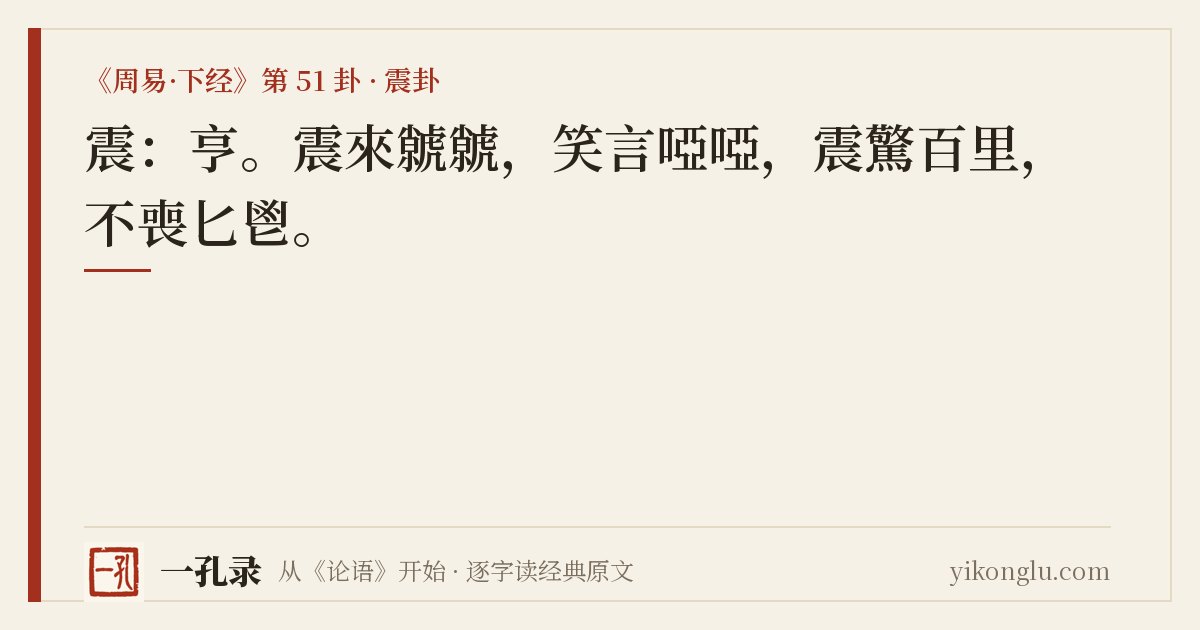 《周易·下经》第 51 卦 · 震卦
震：亨。震來虩虩，笑言啞啞，震驚百里，
不喪匕鬯。
一孔
一孔录 从《论语》开始 · 逐字读经典原文 yikonglu.com